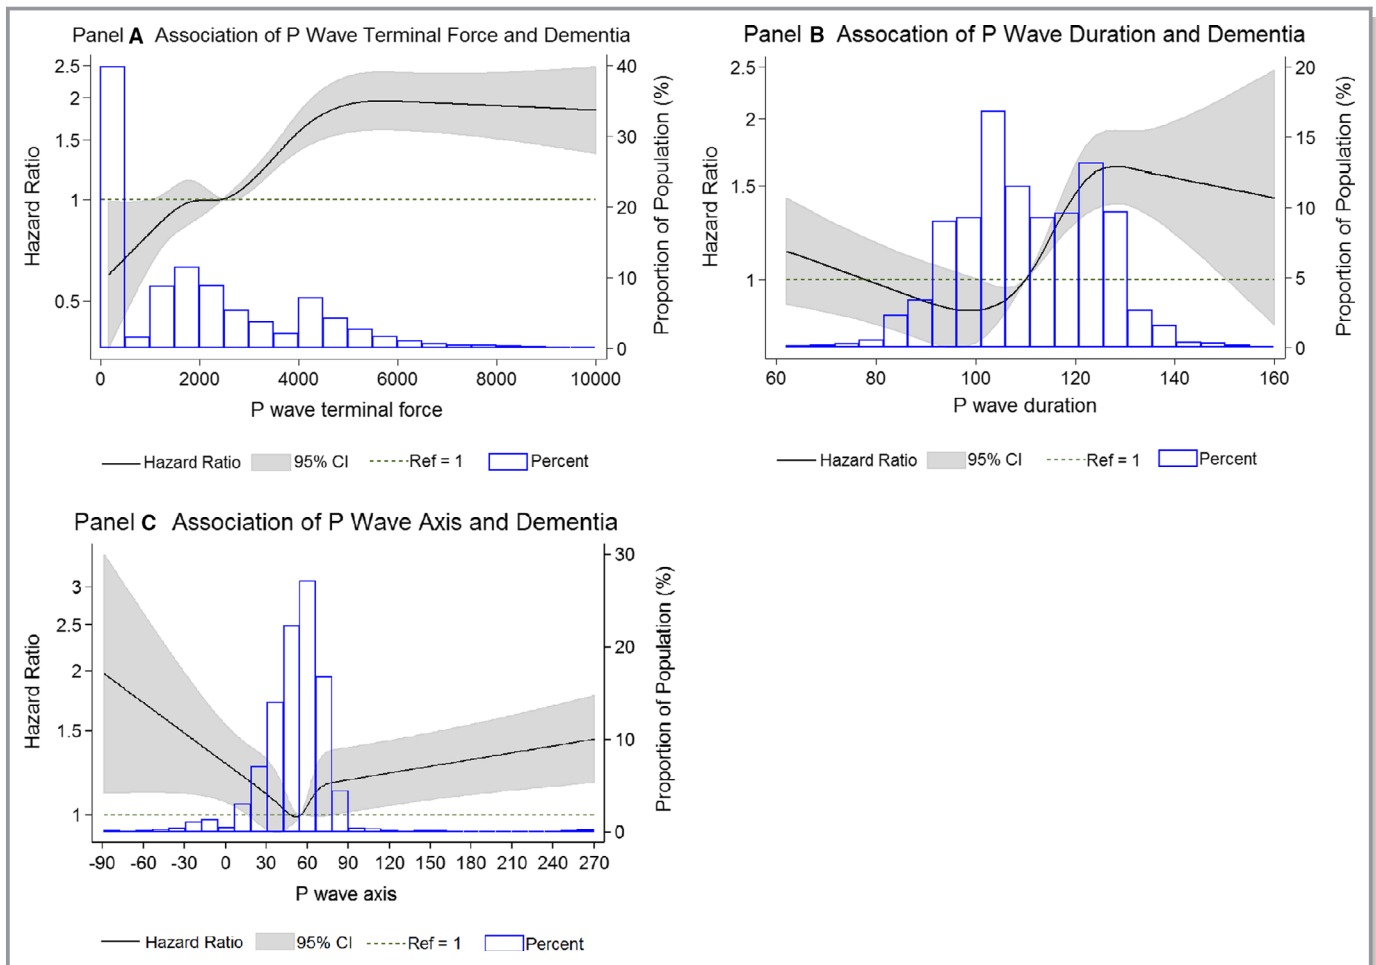 Panel A Association of P Wave Terminal Force and Dementia
2.5
2
1.5
1
0.5
Hazard Ratio
40
30
20
10
0
Proportion of Population (%)
0 2000 4000 6000 8000 10000
P wave terminal force
Hazard Ratio 95% CI Ref = 1 Percent
Panel B Assocation of P Wave Duration and Dementia
2.5
2
1.5
1
Hazard Ratio
20
15
10
5
0
Proportion of Population (%)
60 80 100 120 140 160
P wave duration
Hazard Ratio 95% CI Ref = 1 Percent
Panel C Association of P Wave Axis and Dementia
3
2.5
2
1.5
1
Hazard Ratio
30
20
10
0
Proportion of Population (%)
-90 -60 -30 0 30 60 90 120 150 180 210 240 270
P wave axis
Hazard Ratio 95% CI Ref = 1 Percent